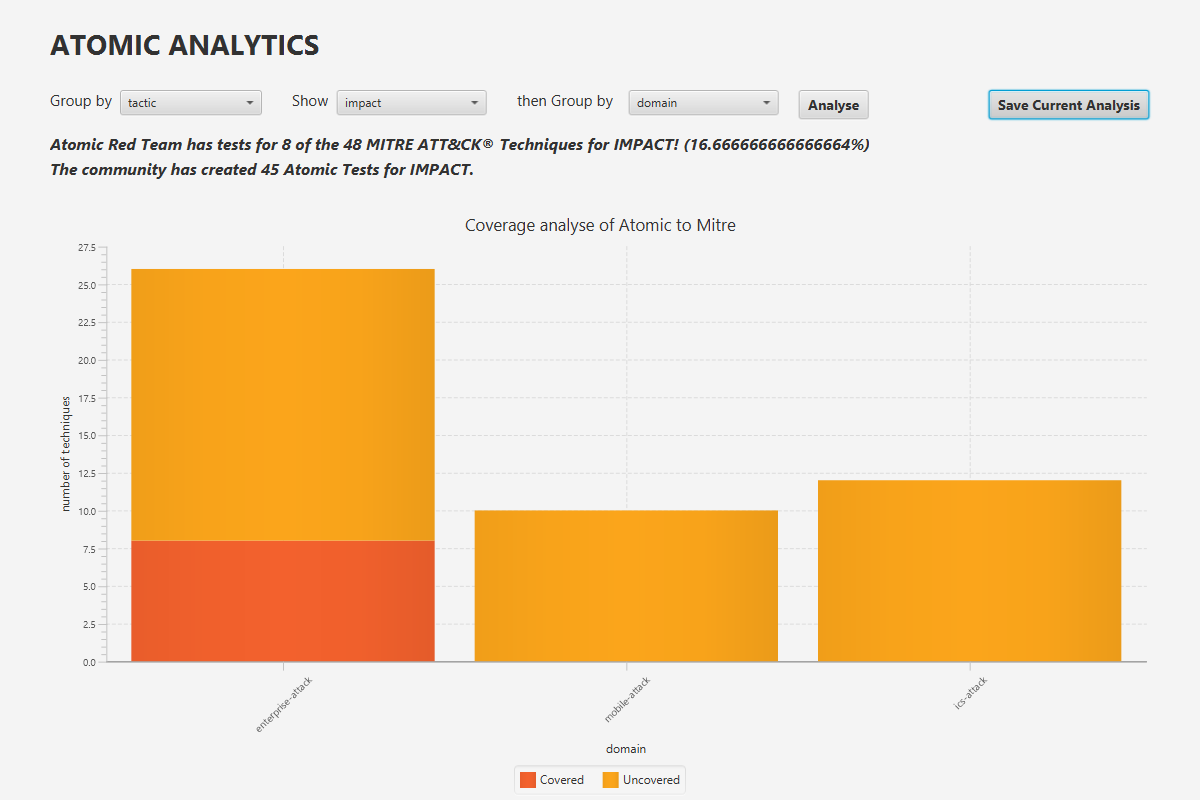 ATOMIC ANALYTICS
Group by tactic Show impact then Group by domain Analyse Save Current Analysis
Atomic Red Team has tests for 8 of the 48 MITRE ATT&CK® Techniques for IMPACT! (16.666666666666664%)
The community has created 45 Atomic Tests for IMPACT.
Coverage analyse of Atomic to Mitre
27.5
25.0
22.5
20.0
17.5
15.0
12.5
10.0
7.5
5.0
2.5
0.0
number of techniques
enterprise-attack mobile-attack ics-attack
domain
Covered Uncovered